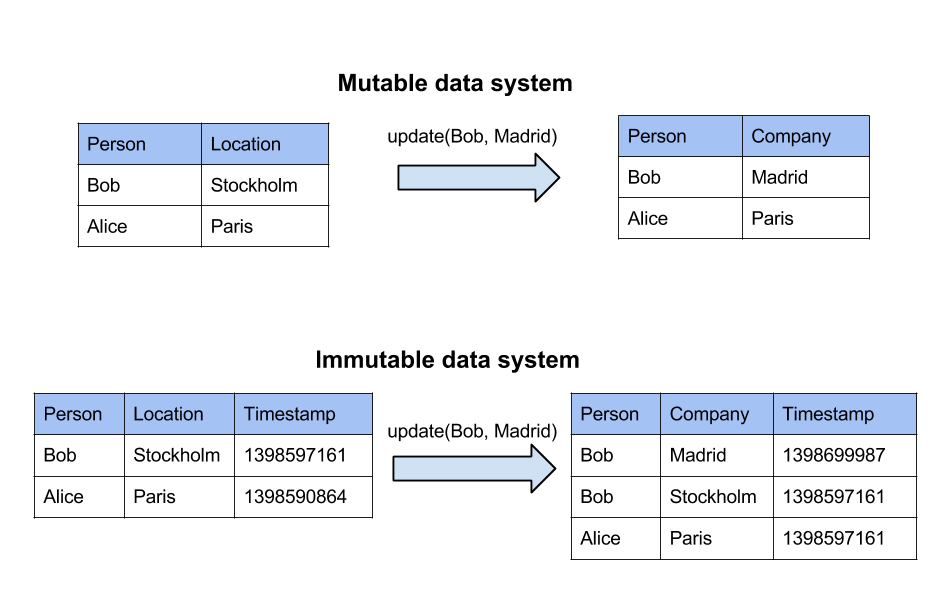 Mutable data system
update(Bob, Madrid)
Person Location
Bob Stockholm
Alice Paris
Person Company
Bob Madrid
Alice Paris
Immutable data system
update(Bob, Madrid)
Person Location Timestamp
Bob Stockholm 1398597161
Alice Paris 1398590864
Person Company Timestamp
Bob Madrid 1398699987
Bob Stockholm 1398597161
Alice Paris 1398597161